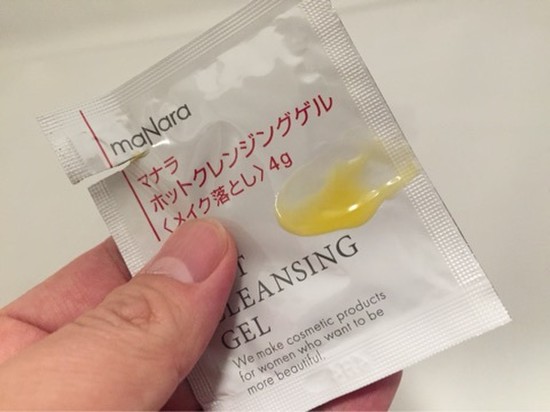 maNara
マナラ
ホットクレンジングゲル
〈メイク落とし〉4g
CLEANSING
GEL
We make cosmetic products
for women who want to be
more beautiful.